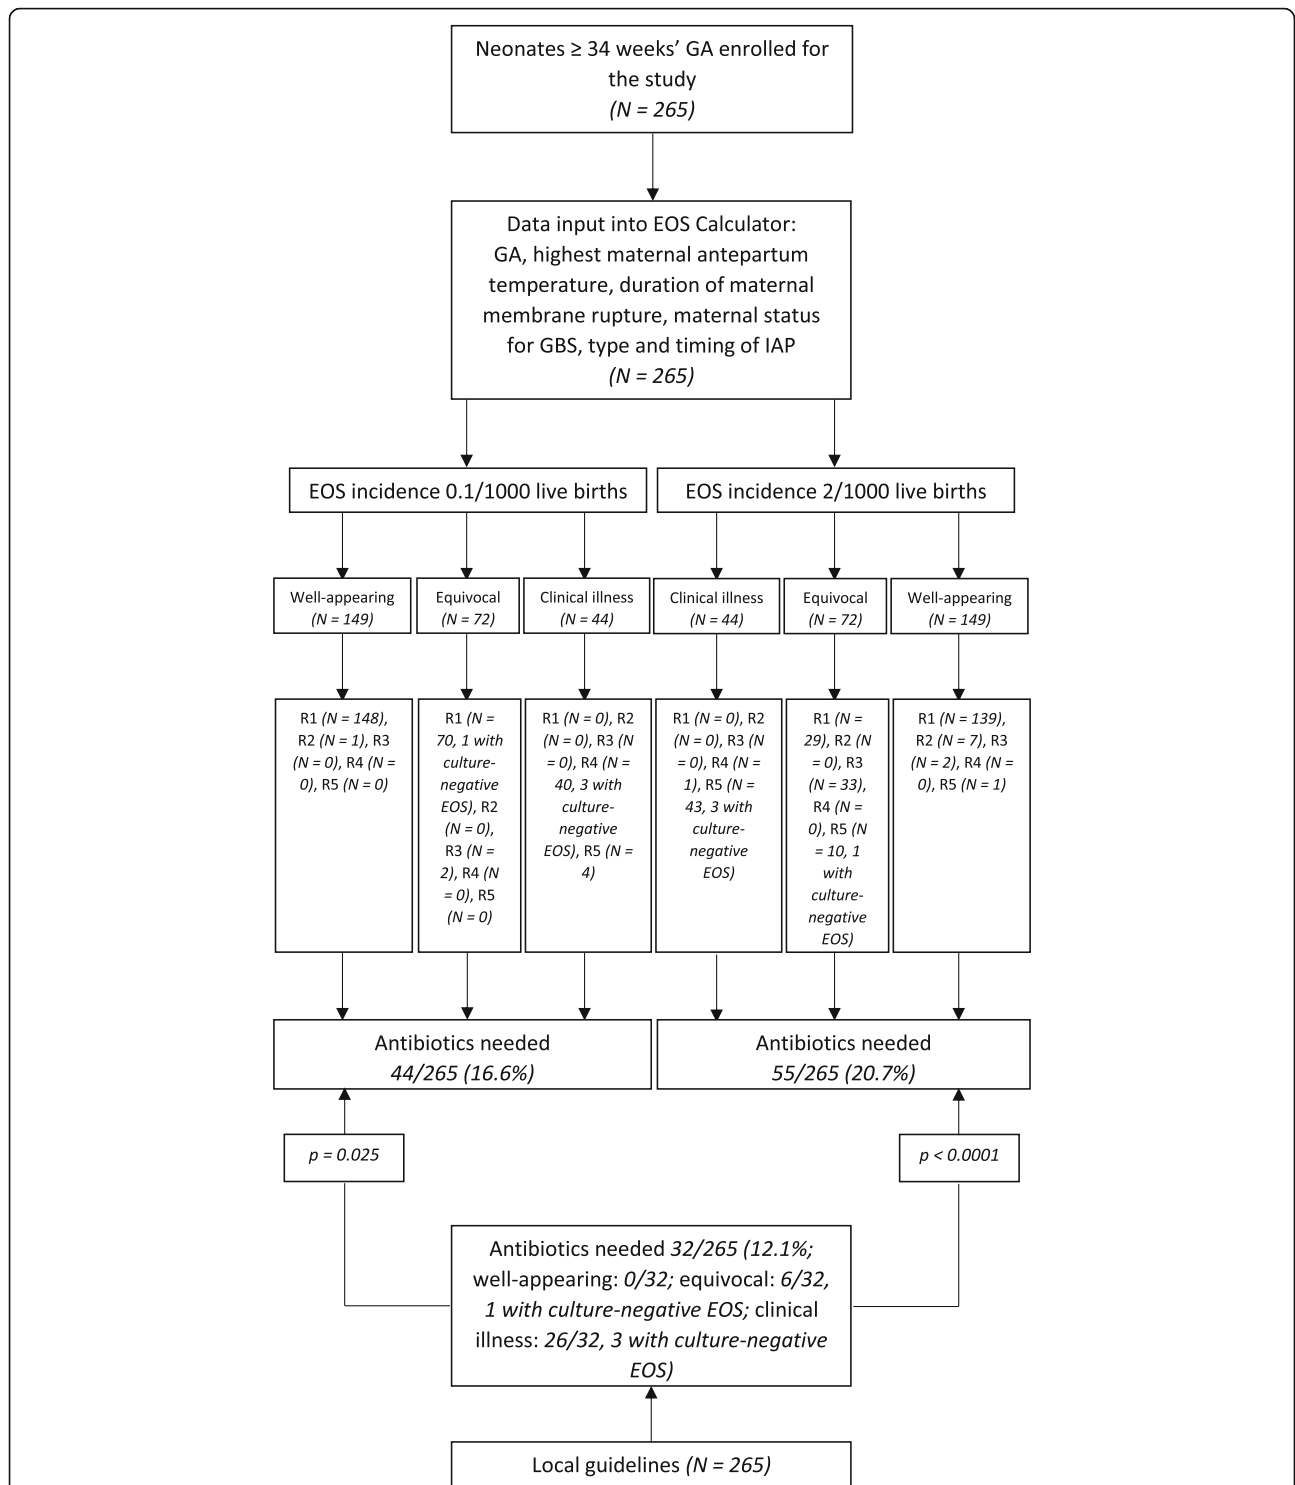 Neonates ≥ 34 weeks’ GA enrolled for
the study
(N = 265)
Data input into EOS Calculator:
GA, highest maternal antepartum
temperature, duration of maternal
membrane rupture, maternal status
for GBS, type and timing of IAP
(N = 265)
EOS incidence 0.1/1000 live births
EOS incidence 2/1000 live births
Well-appearing
(N = 149)
Equivocal
(N = 72)
Clinical illness
(N = 44)
Clinical illness
(N = 44)
Equivocal
(N = 72)
Well-appearing
(N = 149)
R1 (N = 148),
R2 (N = 1), R3
(N = 0), R4 (N =
0), R5 (N = 0)
R1 (N =
70, 1 with
culture-
negative
EOS), R2
(N = 0),
R3 (N =
2), R4 (N
= 0), R5
(N = 0)
R1 (N = 0), R2
(N = 0), R3 (N
= 0), R4 (N =
40, 3 with
culture-
negative
EOS), R5 (N =
4)
R1 (N = 0), R2
(N = 0), R3 (N
= 0), R4 (N =
1), R5 (N =
43, 3 with
culture-
negative
EOS)
R1 (N =
29), R2 (N
= 0), R3
(N = 33),
R4 (N =
0), R5 (N
= 10, 1
with
culture-
negative
EOS)
R1 (N = 139),
R2 (N = 7), R3
(N = 2), R4 (N =
0), R5 (N = 1)
Antibiotics needed
44/265 (16.6%)
Antibiotics needed
55/265 (20.7%)
p = 0.025
p < 0.0001
Antibiotics needed 32/265 (12.1%;
well-appearing: 0/32; equivocal: 6/32,
1 with culture-negative EOS; clinical
illness: 26/32, 3 with culture-negative
EOS)
Local guidelines (N = 265)